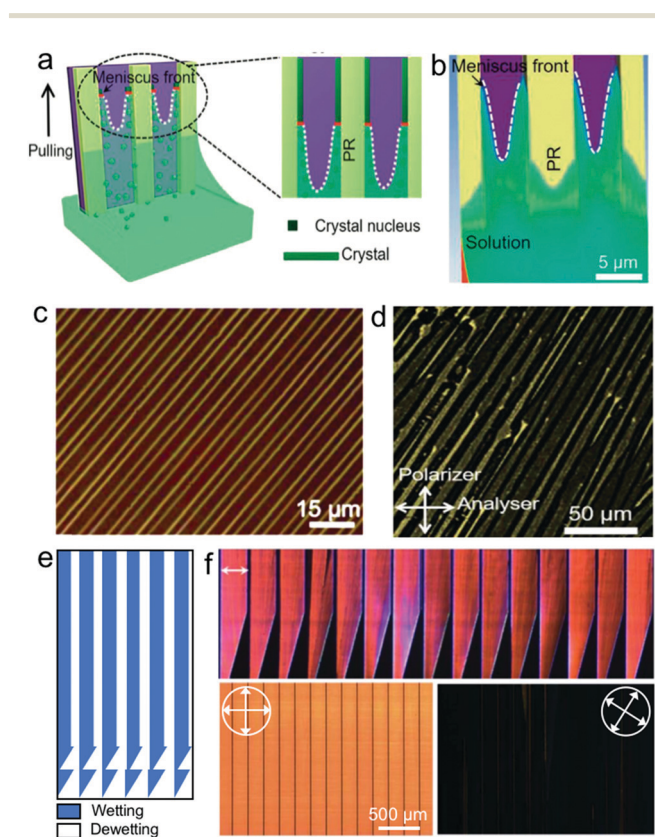 a
Meniscus front
Pulling
PR
Crystal nucleus
Crystal
b
Meniscus front
PR
Solution
5 µm
c
15 µm
d
Polarizer
Analyser
50 µm
e
Wetting
Dewetting
f
500 µm